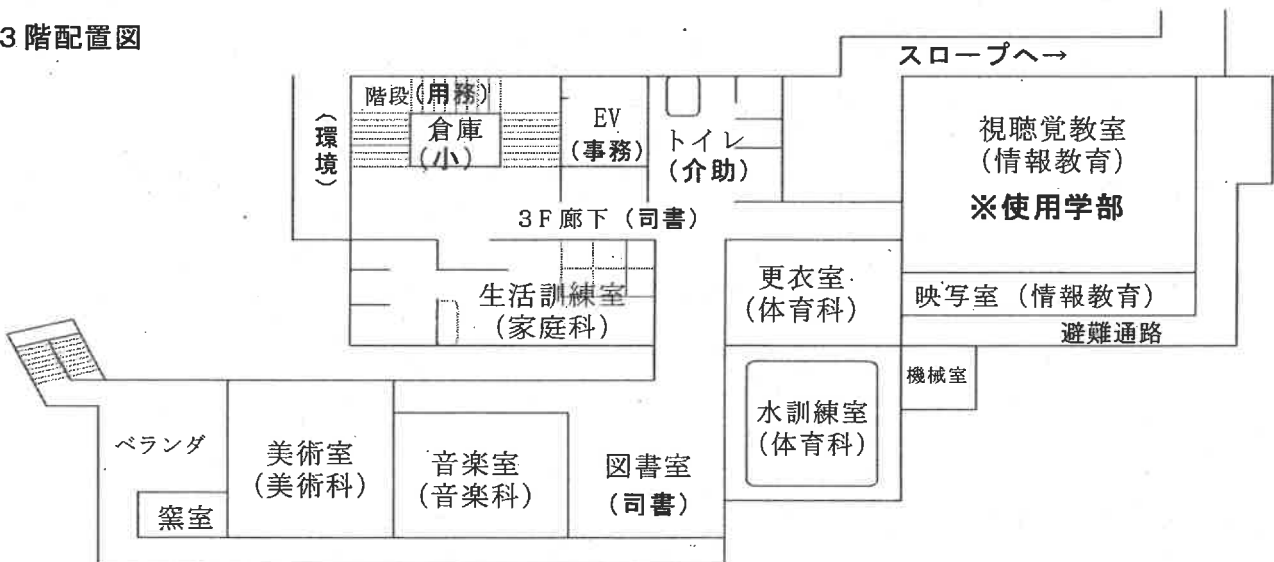 3階配置図
スロープへ→
階段(用務)
倉庫
(小)
(環境)
EV
(事務)
トイレ
(介助)
視聴覚教室
(情報教育)
※使用学部
3F廊下(司書)
生活訓練室
(家庭科)
更衣室
(体育科)
映写室(情報教育)
避難通路
機械室
水訓練室
(体育科)
ベランダ
美術室
(美術科)
音楽室
(音楽科)
図書室
(司書)
窯室